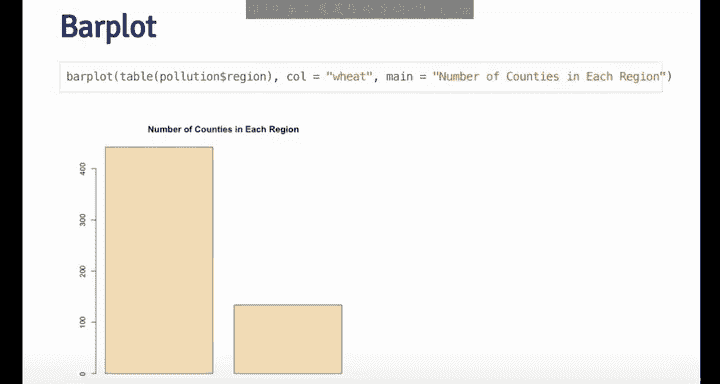 Barplot
barplot(table(pollution$region), col = "wheat", main = "Number of Counties in Each Region")
Number of Counties in Each Region
400
300
200
100
0